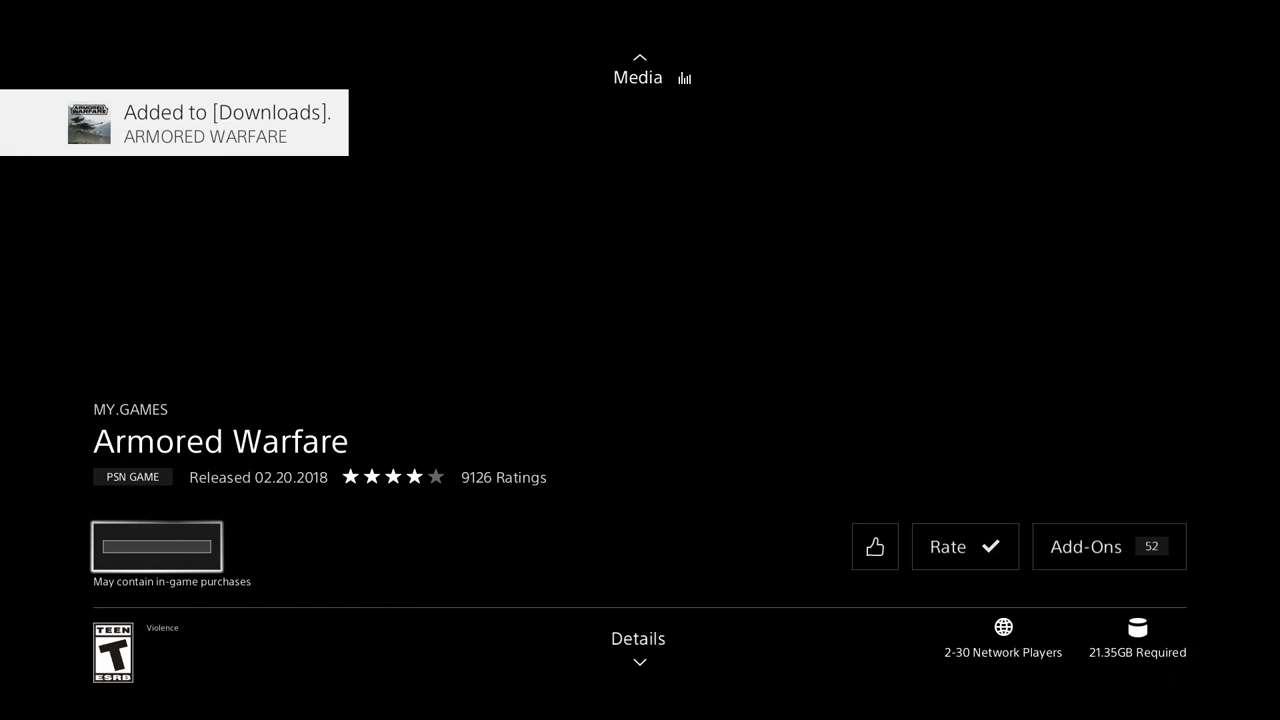 Media
Added to [Downloads].
ARMORED WARFARE
ARMORED WARFARE
MY.GAMES
Armored Warfare
PSN GAME Released 02.20.2018 9126 Ratings
Rate Add-Ons 52
May contain in-game purchases
TEEN
T
ESRB
Violence
Details
2-30 Network Players 21.35GB Required